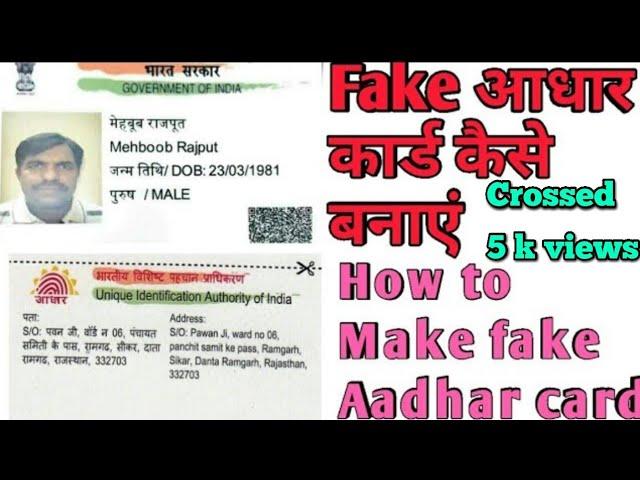 भारत सरकार
GOVERNMENT OF INDIA
मेहबूब राजपूत
Mehboob Rajput
जन्म तिथि/ DOB: 23/03/1981
पुरुष / MALE
भारतीय विशिष्ट पहचान प्राधिकरण
Unique Identification Authority of India
आधार
पता:
S/O: पवन जी, वॉर्ड न 06, पंचायत
समिती के पास, रामगढ, सीकर, दाता
रामगढ, राजस्थान, 332703
Address:
S/O: Pawan Ji, ward no 06,
panchit samit ke pass, Ramgarh,
Sikar, Danta Ramgarh, Rajasthan,
332703
Fake आधार
कार्ड कैसे
बनाएं
Crossed
5 k views
How to
Make fake
Aadhar card